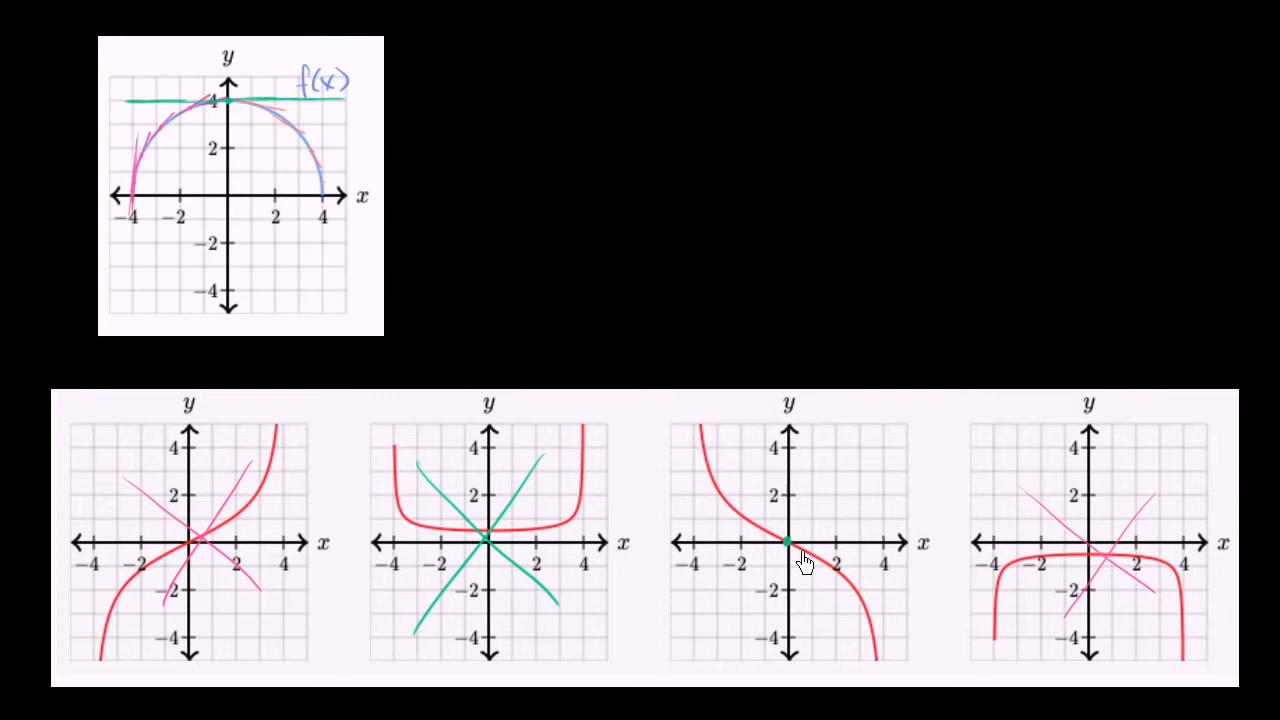 y
f(x)
4
2
x
−4 −2 2 4
−2
−4
y y y y
4 4 4 4
2 2 2 2
x x x x
−4 −2 2 4 −4 −2 2 4 −4 −2 2 4 −4 −2 2 4
−2 −2 −2 −2
−4 −4 −4 −4